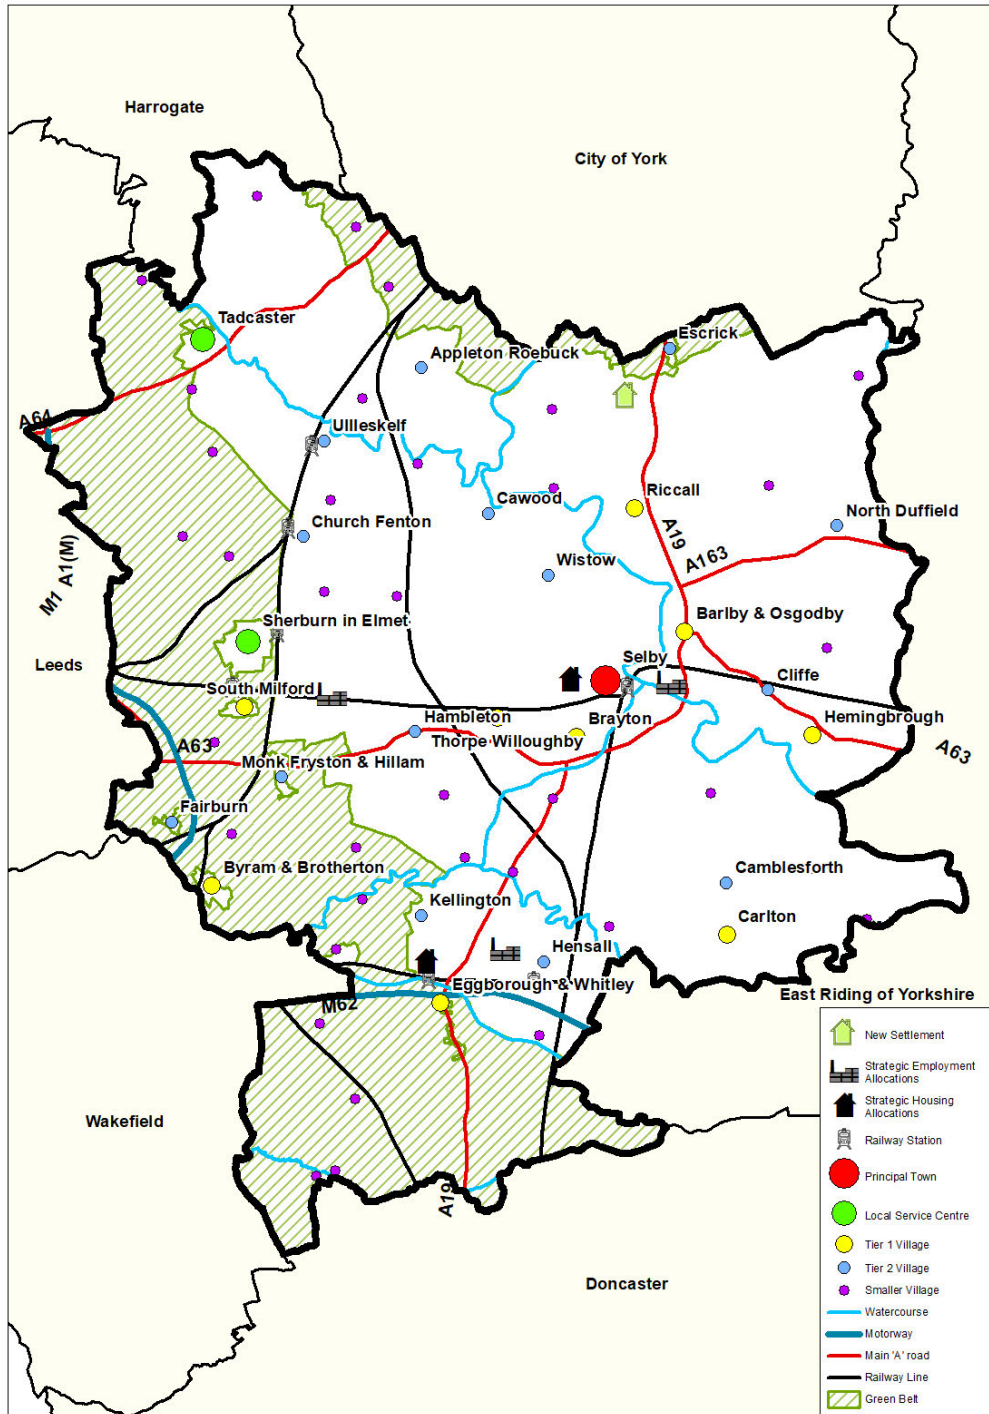 Harrogate
City of York
Tadcaster
Escrick
Appleton Roebuck
A64
Ullleskelf
Cawood
Riccall
North Duffield
Church Fenton
A19
A163
M1 A1(M)
Wistow
Sherburn in Elmet
Barlby & Osgodby
Leeds
Selby
Cliffe
South Milford
Hambleton
Brayton
Hemingbrough
Thorpe Willoughby
A63
A63
Monk Fryston & Hillam
Fairburn
Byram & Brotherton
Camblesforth
Kellington
Carlton
Hensall
Eggborough & Whitley
M62
East Riding of Yorkshire
Wakefield
A19
Doncaster
New Settlement
Strategic Employment
Allocations
Strategic Housing
Allocations
Railway Station
Principal Town
Local Service Centre
Tier 1 Village
Tier 2 Village
Smaller Village
Watercourse
Motorway
Main 'A' road
Railway Line
Green Belt